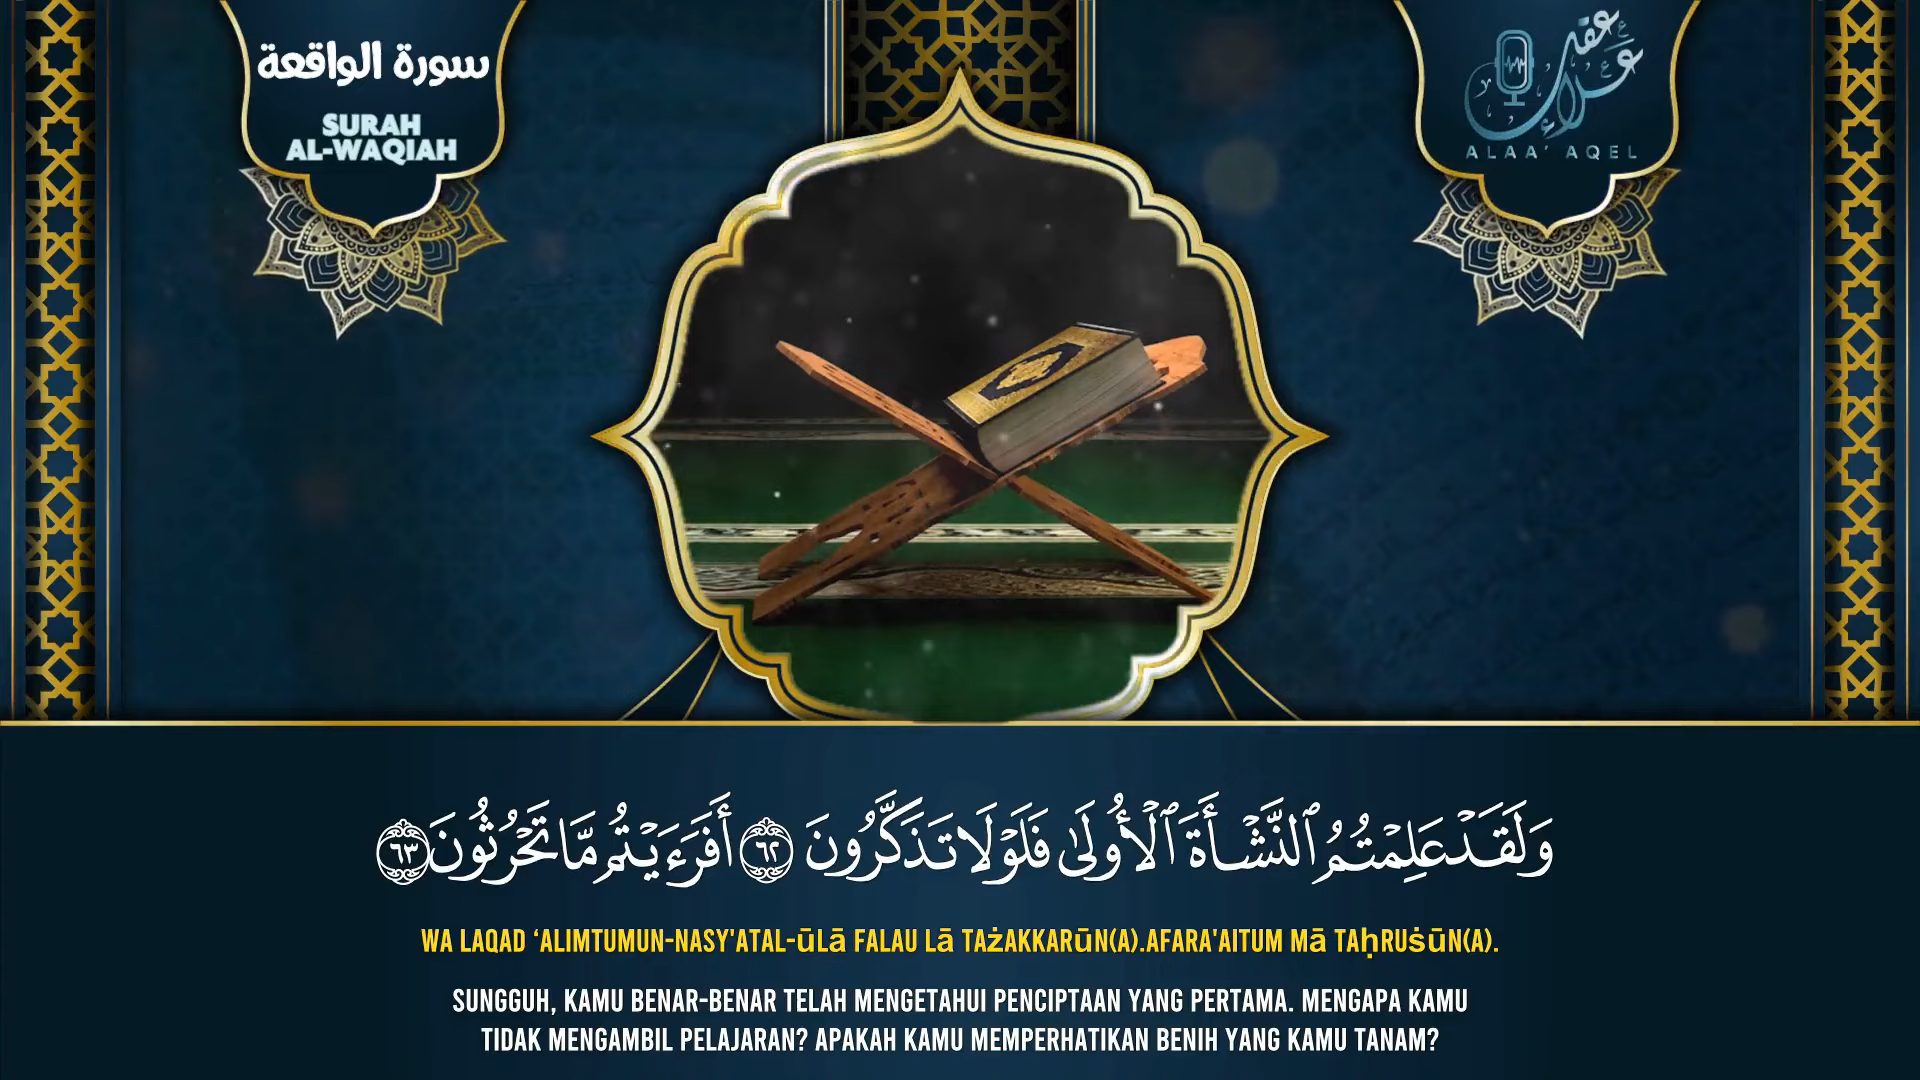 سورة الواقعة
SURAH
AL-WAQIAH
علاء عقل
ALAA' AQEL
وَلَقَدْ عَلِمْتُمُ ٱلنَّشْأَةَ ٱلْأُولَىٰ فَلَوْلَا تَذَكَّرُونَ ٦٢ أَفَرَءَيْتُم مَّا تَحْرُثُونَ ٦٣
WA LAQAD ‘ALIMTUMUN-NASY'ATAL-ūLā FALAU Lā TAżAKKARūN(A).AFARA'AITUM Mā TAḥRUṡūN(A).
SUNGGUH, KAMU BENAR-BENAR TELAH MENGETAHUI PENCIPTAAN YANG PERTAMA. MENGAPA KAMU
TIDAK MENGAMBIL PELAJARAN? APAKAH KAMU MEMPERHATIKAN BENIH YANG KAMU TANAM?